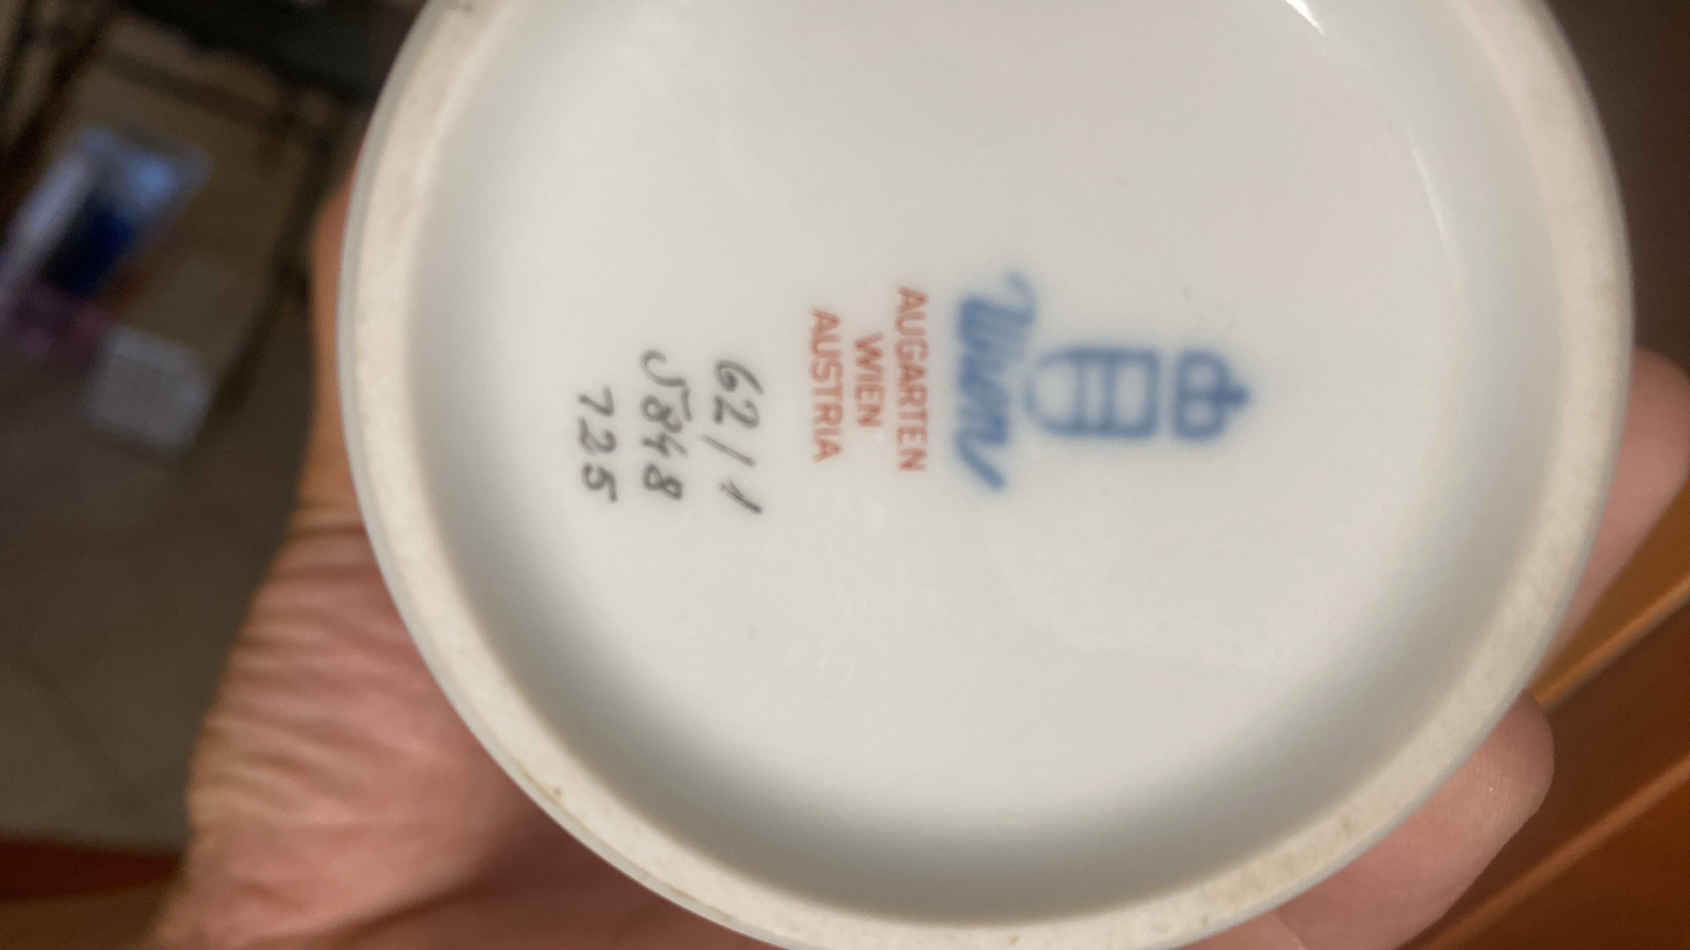 Wien
AUGARTEN
WIEN
AUSTRIA
62/1
5848
725